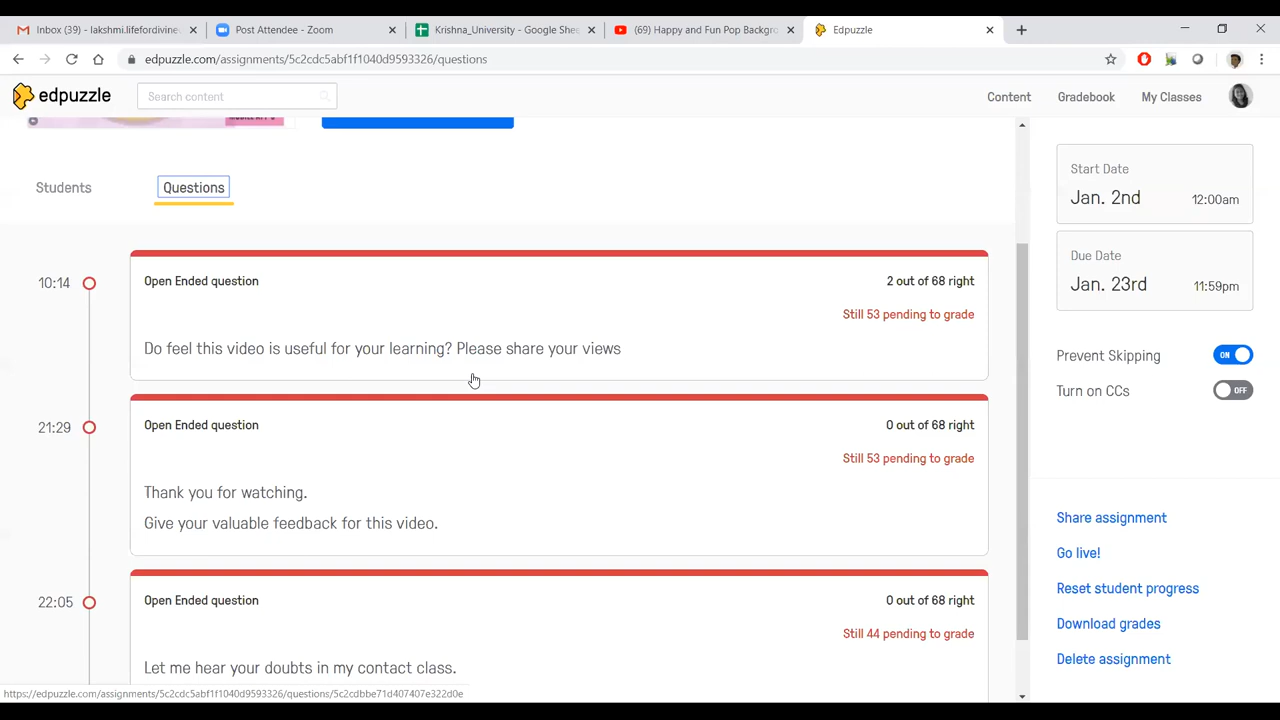 Inbox (39) - lakshmi.lifefordivine
Post Attendee - Zoom
Krishna_University - Google Shee
(69) Happy and Fun Pop Backgro
Edpuzzle
edpuzzle.com/assignments/5c2cdc5abf1f1040d9593326/questions
edpuzzle
Search content
Content
Gradebook
My Classes
Students
Questions
10:14
Open Ended question
2 out of 68 right
Still 53 pending to grade
Do feel this video is useful for your learning? Please share your views
21:29
Open Ended question
0 out of 68 right
Still 53 pending to grade
Thank you for watching.
Give your valuable feedback for this video.
22:05
Open Ended question
0 out of 68 right
Still 44 pending to grade
Let me hear your doubts in my contact class.
Start Date
Jan. 2nd 12:00am
Due Date
Jan. 23rd 11:59pm
Prevent Skipping ON
Turn on CCs OFF
Share assignment
Go live!
Reset student progress
Download grades
Delete assignment
https://edpuzzle.com/assignments/5c2cdc5abf1f1040d9593326/questions/5c2cdbbe71d407407e322d0e